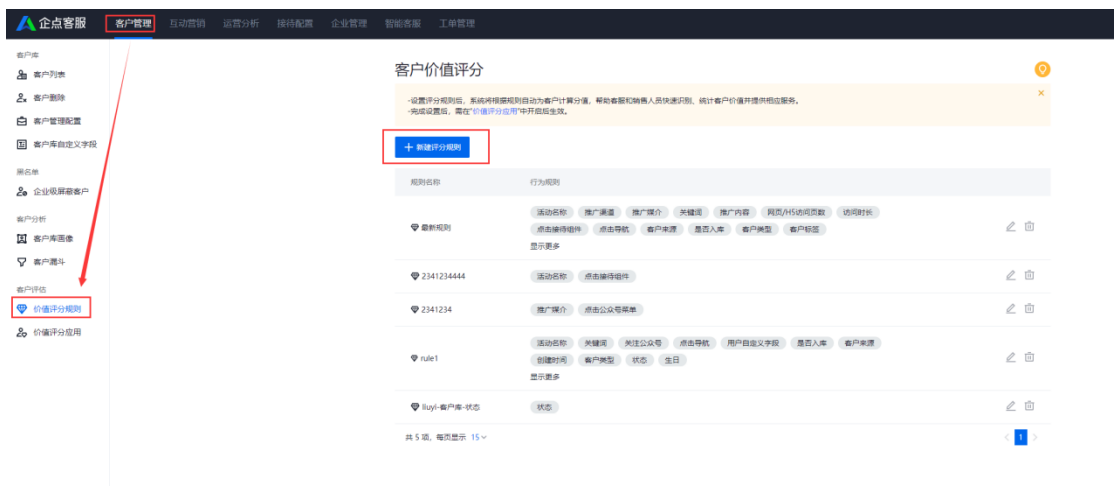 企点客服 客户管理 互动营销 运营分析 接待配置 企业管理 智能客服 工单管理
客户库
客户列表
客户删除
客户管理配置
客户库自定义字段
黑名单
企业级屏蔽客户
客户分析
客户库画像
客户漏斗
客户评估
价值评分规则
价值评分应用
客户价值评分
-设置评分规则后，系统将根据规则自动为客户计算分值，帮助客服和销售人员快速识别、统计客户价值并提供相应服务。
-完成设置后，需在"价值评分应用"中开启后生效。
新建评分规则
规则名称 行为规则
最新规则
活动名称 推广渠道 推广媒介 关键词 推广内容 网页/H5访问页数 访问时长
点击接待组件 点击导航 客户来源 是否入库 客户类型 客户标签
显示更多
2341234444 活动名称 点击接待组件
2341234 推广媒介 点击公众号菜单
rule1
活动名称 关键词 关注公众号 点击导航 用户自定义字段 是否入库 客户来源
创建时间 客户类型 状态 生日
显示更多
liuyl-客户库-状态 状态
共 5 项，每页显示 15
1